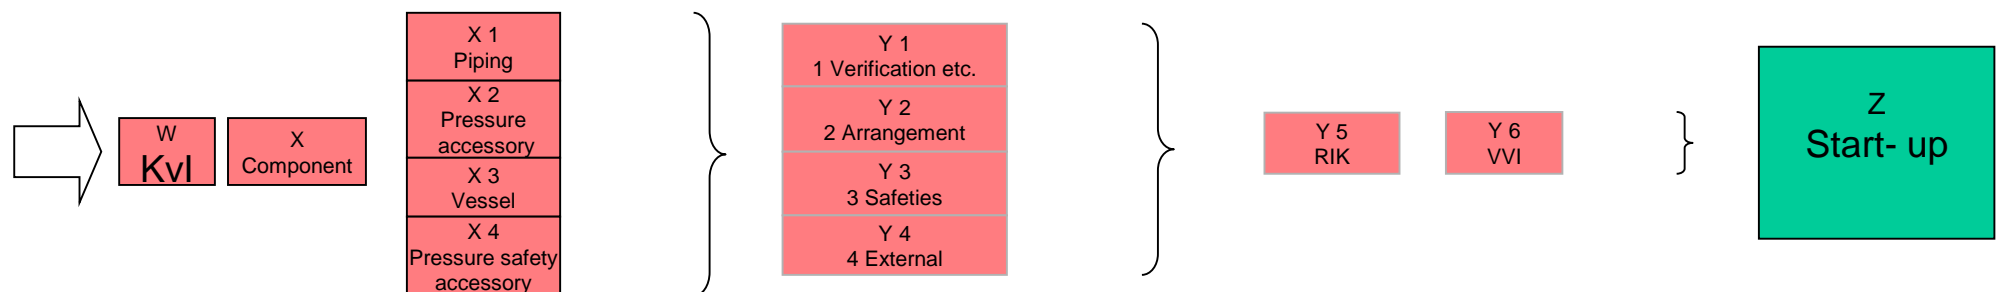 W
KvI
X
Component
X 1
Piping
X 2
Pressure
accessory
X 3
Vessel
X 4
Pressure safety
accessory
Y 1
1 Verification etc.
Y 2
2 Arrangement
Y 3
3 Safeties
Y 4
4 External
Y 5
RIK
Y 6
VVI
Z
Start- up